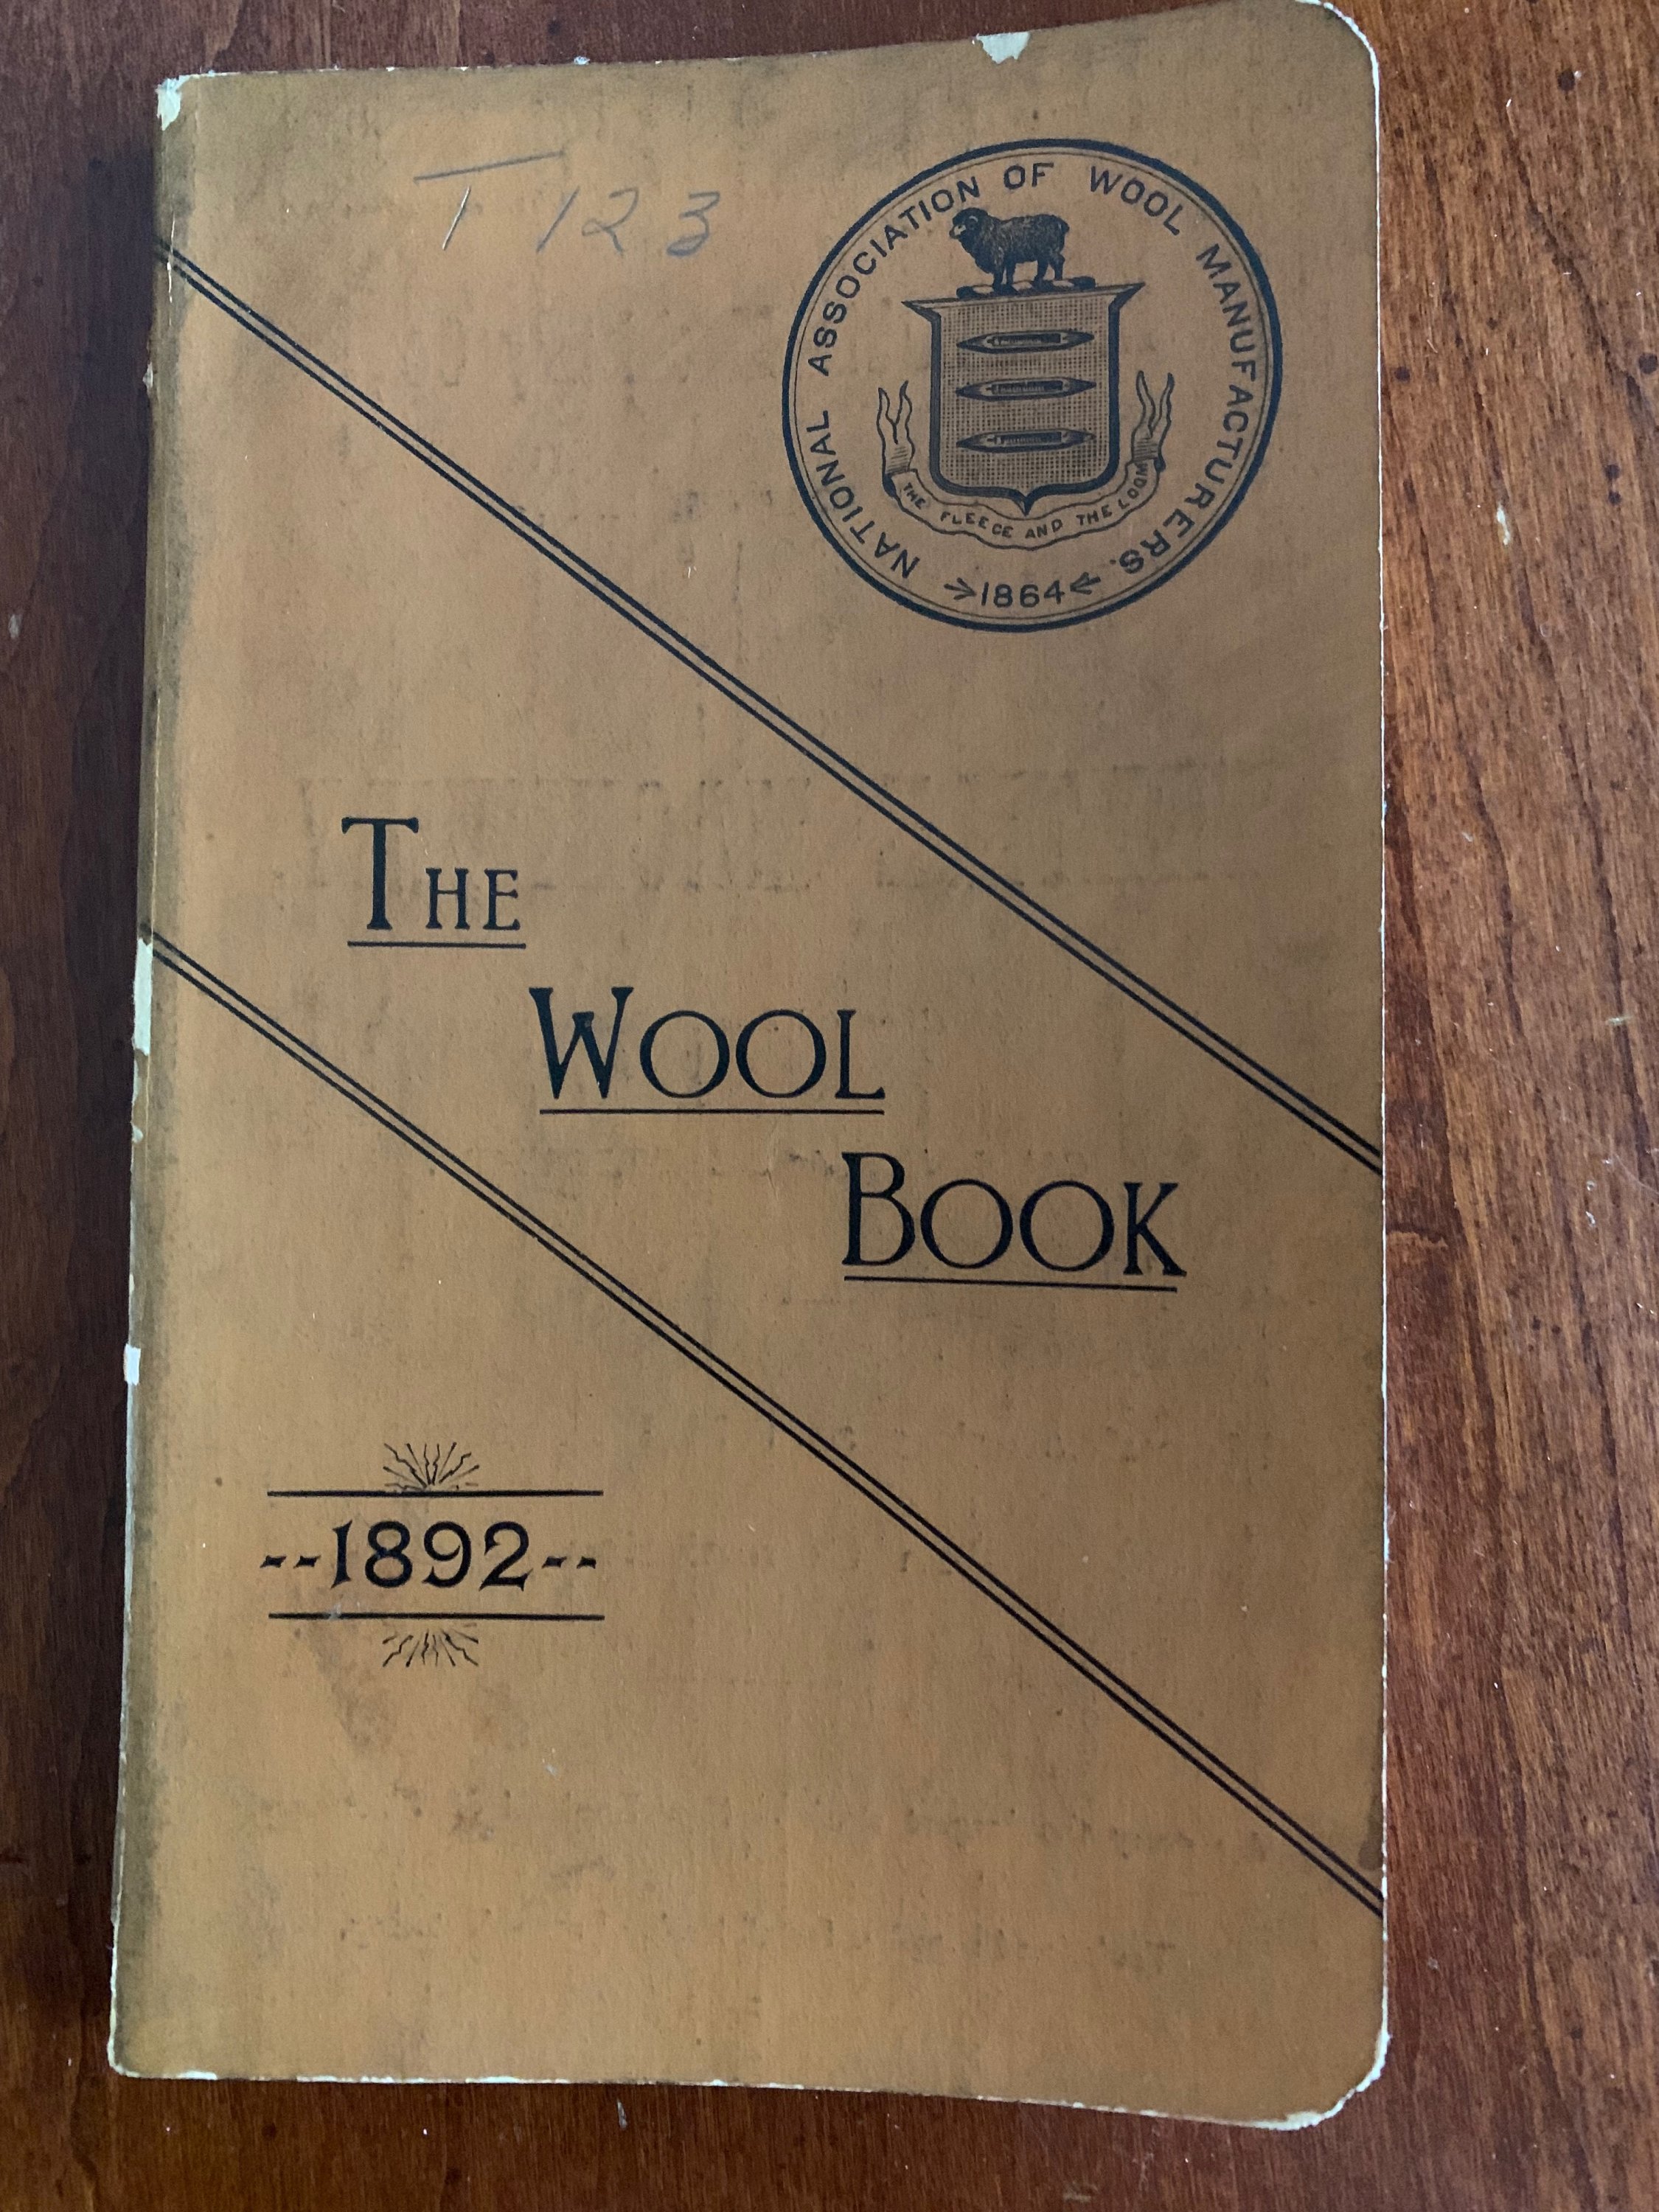 T 123
NATIONAL ASSOCIATION OF WOOL MANUFACTURERS.
THE FLEECE AND THE LOOM
1864
THE
WOOL
BOOK
--1892--